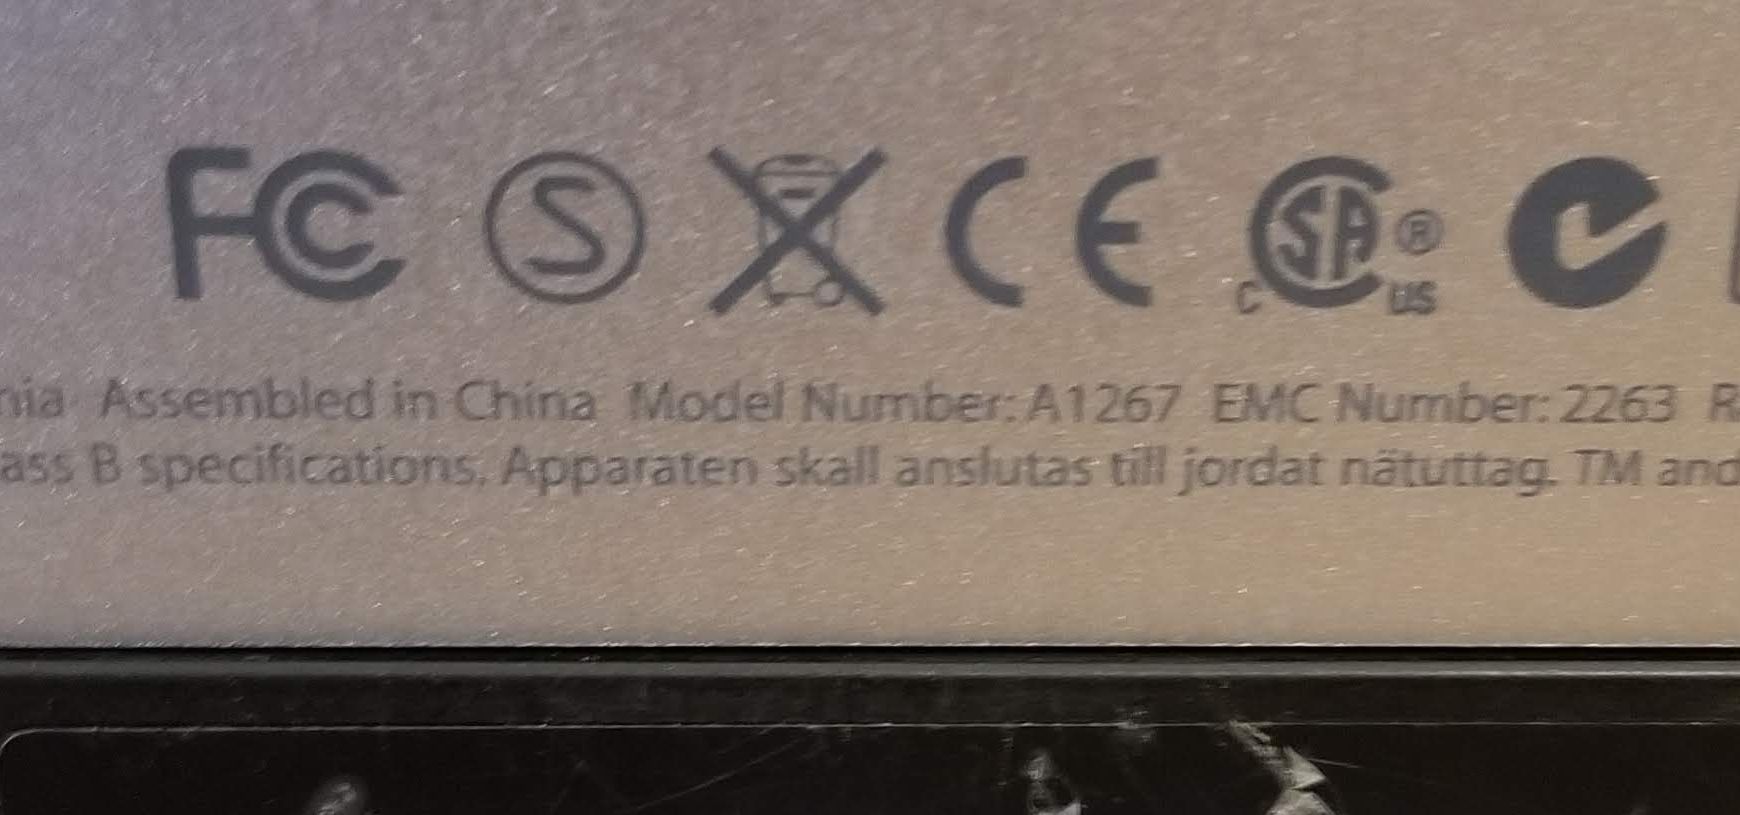 FC S CE CSA® C US
nia Assembled in China Model Number: A1267 EMC Number: 2263 R
ass B specifications. Apparaten skall anslutas till jordat nätuttag. TM and